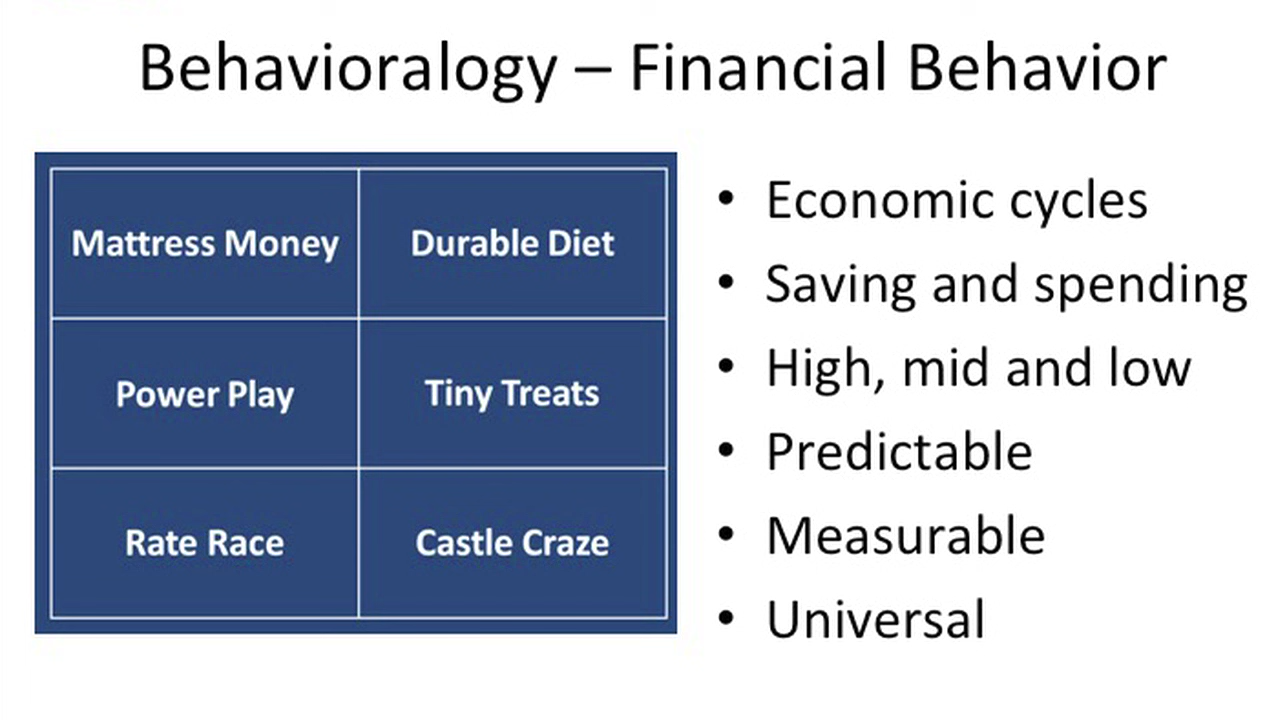 Behavioralogy – Financial Behavior
Mattress Money
Durable Diet
Power Play
Tiny Treats
Rate Race
Castle Craze
• Economic cycles
• Saving and spending
• High, mid and low
• Predictable
• Measurable
• Universal